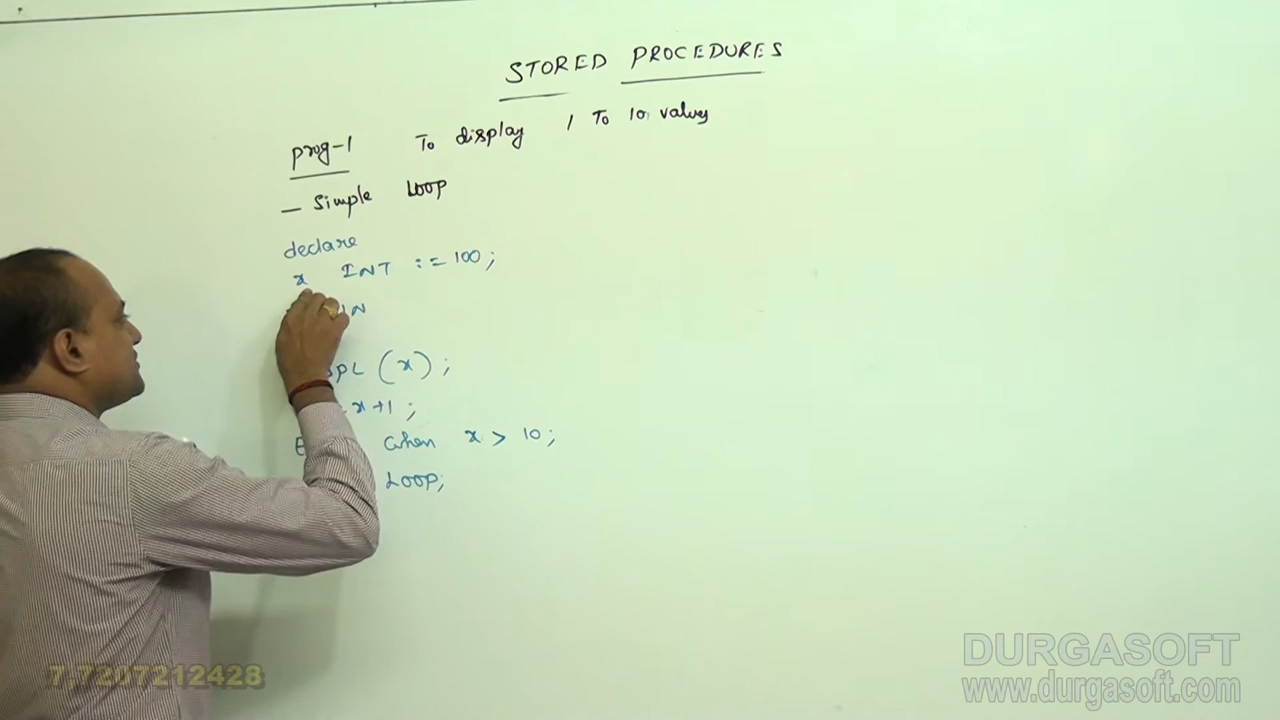 STORED PROCEDURES
prog-1 To display 1 To 10 values
- Simple LOOP
declare
x INT := 100;
IN
PL (x);
x+1;
E when x > 10;
LOOP;
7,7207212428
DURGASOFT
www.durgasoft.com